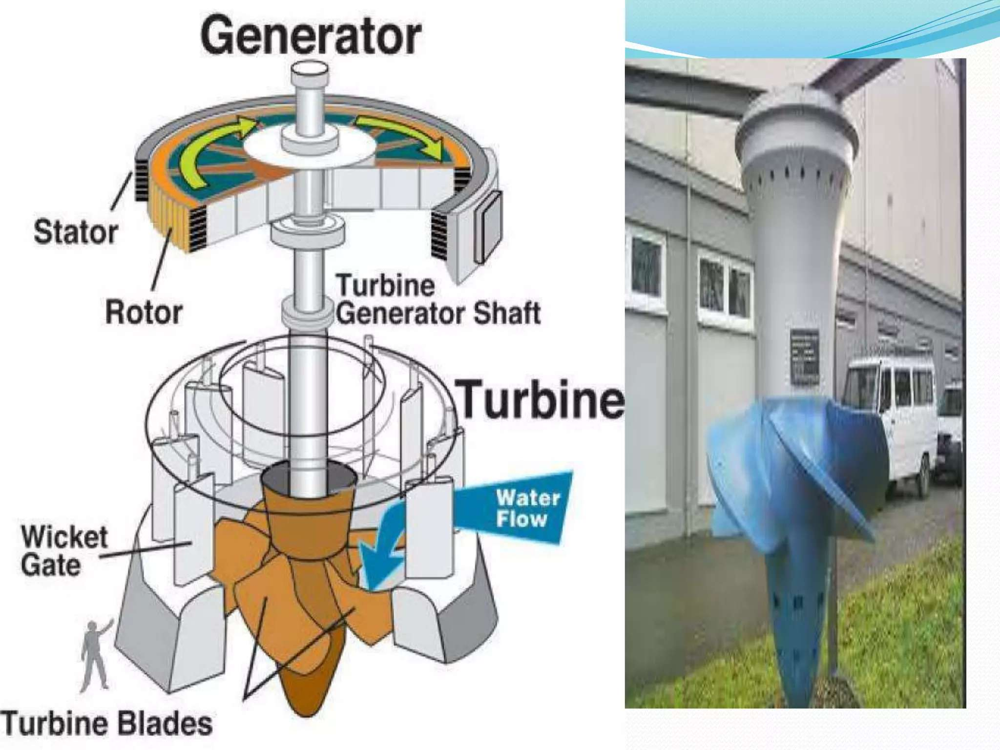 Generator
Stator
Rotor
Turbine
Generator Shaft
Turbine
Water
Flow
Wicket
Gate
Turbine Blades